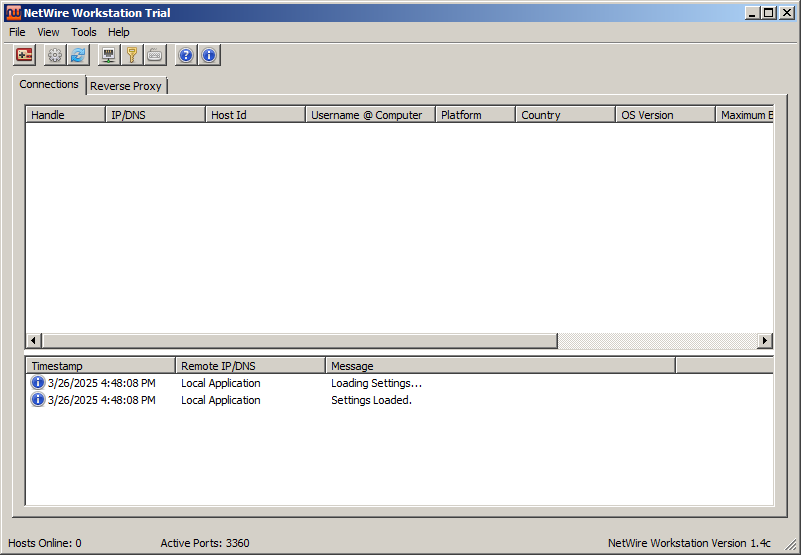 NetWire Workstation Trial
File View Tools Help
Connections Reverse Proxy
Handle IP/DNS Host Id Username @ Computer Platform Country OS Version Maximum
Timestamp Remote IP/DNS Message
3/26/2025 4:48:08 PM Local Application Loading Settings...
3/26/2025 4:48:08 PM Local Application Settings Loaded.
Hosts Online: 0 Active Ports: 3360 NetWire Workstation Version 1.4c